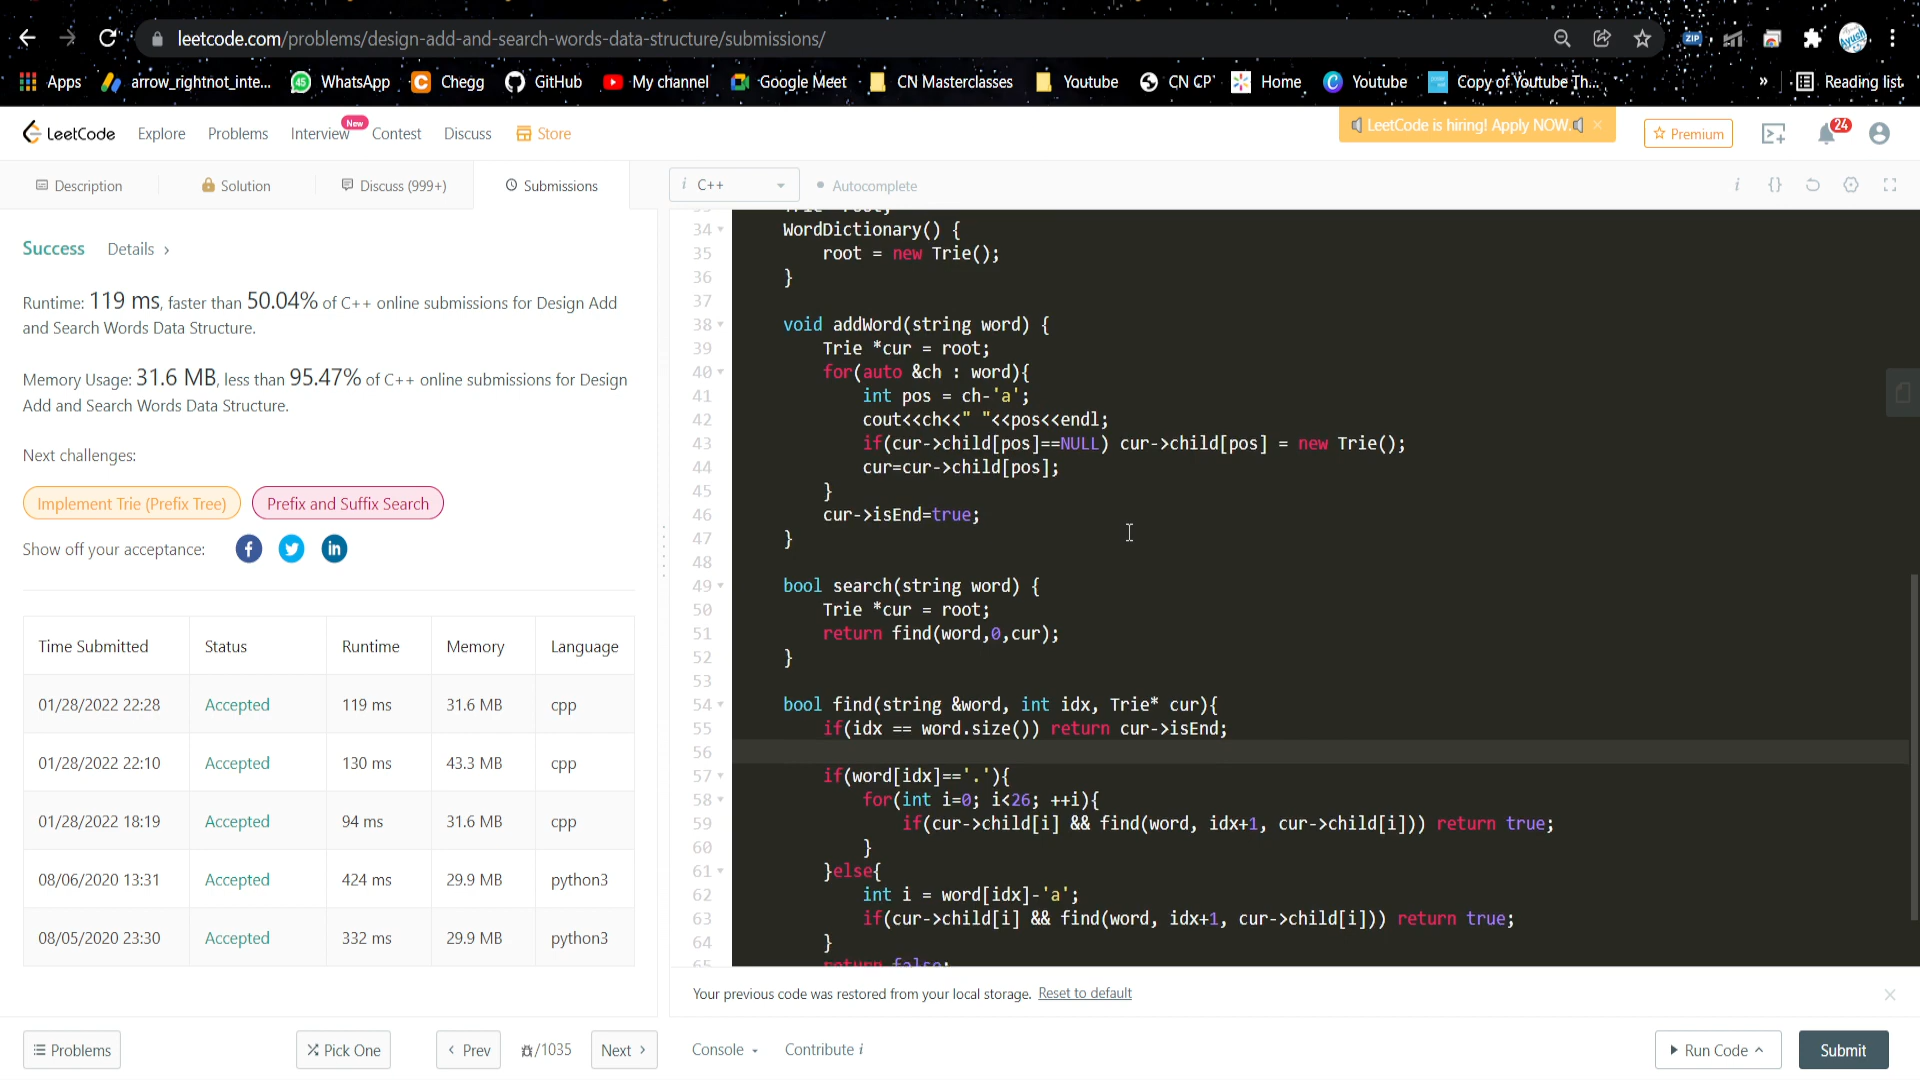 leetcode.com/problems/design-add-and-search-words-data-structure/submissions/
Apps arrow_rightnot_inte... WhatsApp Chegg GitHub My channel Google Meet CN Masterclasses Youtube CN CP Home Youtube Copy of Youtube Th... » Reading list
45
C
ZIP
LeetCode Explore Problems Interview New Contest Discuss Store LeetCode is hiring! Apply NOW. × Premium 24
Description Solution Discuss (999+) Submissions
i C++ Autocomplete
Success Details ›
Runtime: 119 ms, faster than 50.04% of C++ online submissions for Design Add
and Search Words Data Structure.
Memory Usage: 31.6 MB, less than 95.47% of C++ online submissions for Design
Add and Search Words Data Structure.
Next challenges:
Implement Trie (Prefix Tree) Prefix and Suffix Search
Show off your acceptance:
Time Submitted Status Runtime Memory Language
01/28/2022 22:28 Accepted 119 ms 31.6 MB cpp
01/28/2022 22:10 Accepted 130 ms 43.3 MB cpp
01/28/2022 18:19 Accepted 94 ms 31.6 MB cpp
08/06/2020 13:31 Accepted 424 ms 29.9 MB python3
08/05/2020 23:30 Accepted 332 ms 29.9 MB python3
34 WordDictionary() {
35 root = new Trie();
36 }
37
38 void addWord(string word) {
39 Trie *cur = root;
40 for(auto &ch : word){
41 int pos = ch-'a';
42 cout<<ch<<" "<<pos<<endl;
43 if(cur->child[pos]==NULL) cur->child[pos] = new Trie();
44 cur=cur->child[pos];
45 }
46 cur->isEnd=true;
47 }
48
49 bool search(string word) {
50 Trie *cur = root;
51 return find(word,0,cur);
52 }
53
54 bool find(string &word, int idx, Trie* cur){
55 if(idx == word.size()) return cur->isEnd;
56
57 if(word[idx]=='.'){
58 for(int i=0; i<26; ++i){
59 if(cur->child[i] && find(word, idx+1, cur->child[i])) return true;
60 }
61 }else{
62 int i = word[idx]-'a';
63 if(cur->child[i] && find(word, idx+1, cur->child[i])) return true;
64 }
65 return false;
Your previous code was restored from your local storage. Reset to default
Problems Pick One ‹ Prev /1035 Next › Console Contribute i Run Code Submit